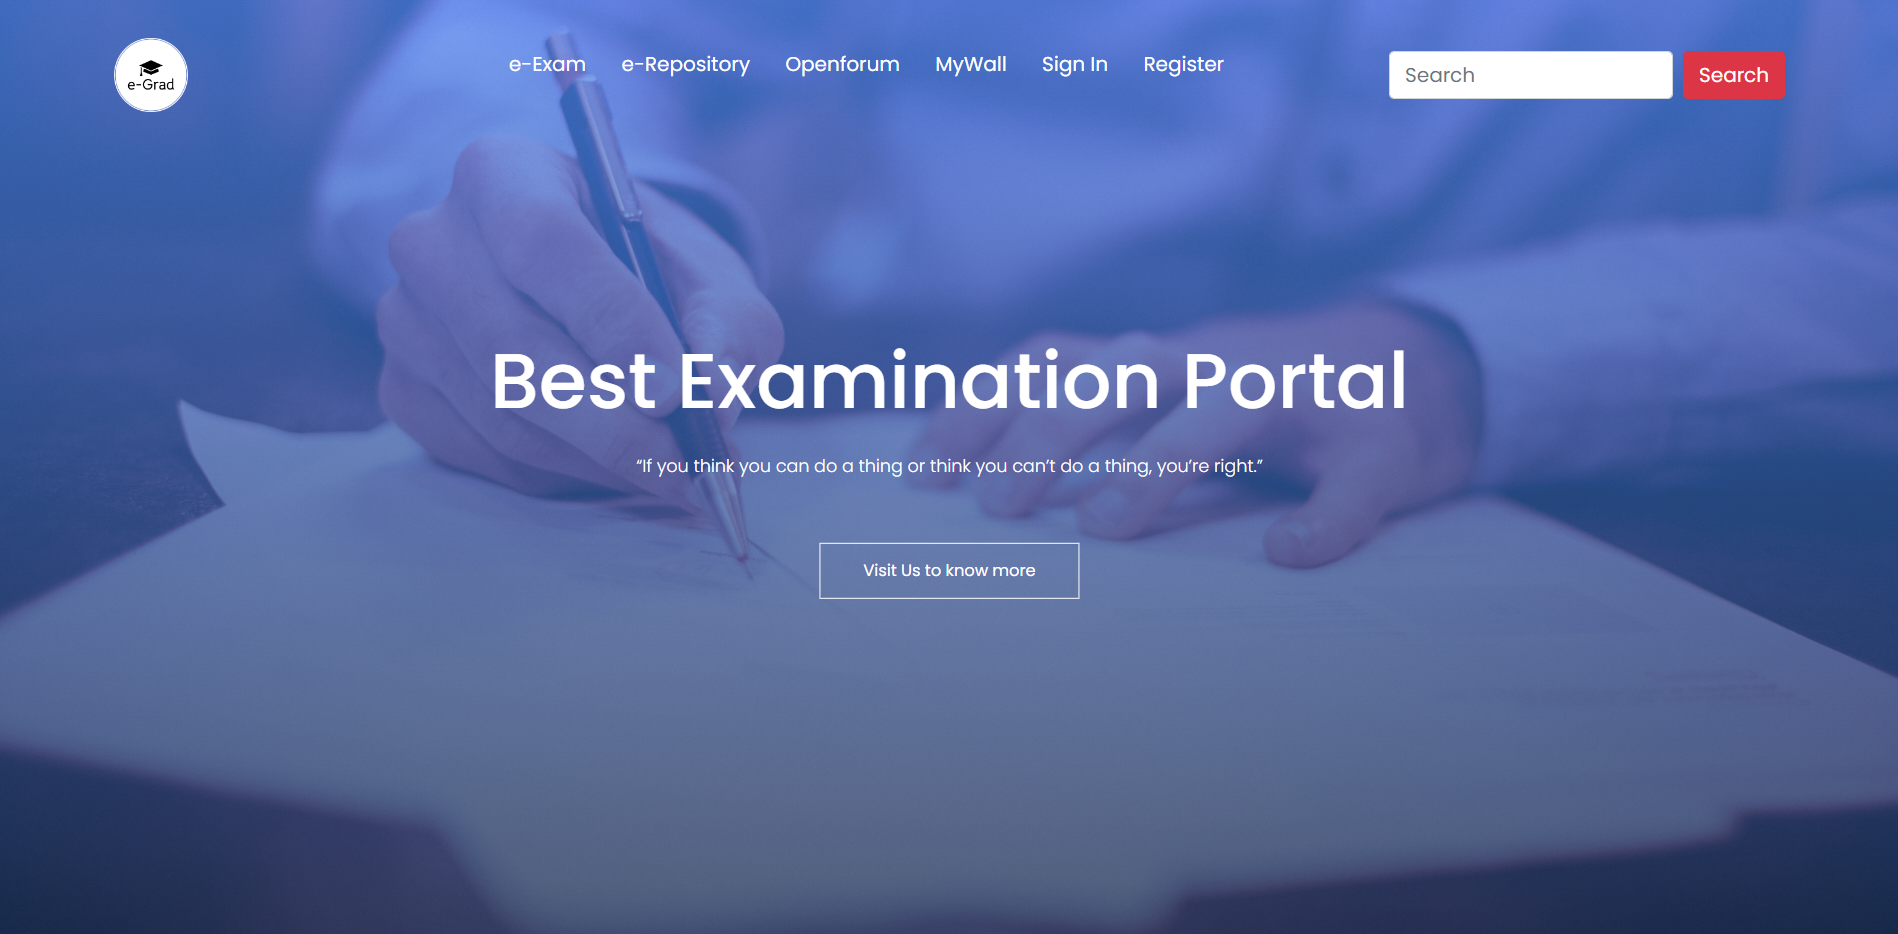 e-Grad
e-Exam e-Repository Openforum MyWall Sign In Register
Search Search
Best Examination Portal
“If you think you can do a thing or think you can’t do a thing, you’re right.”
Visit Us to know more